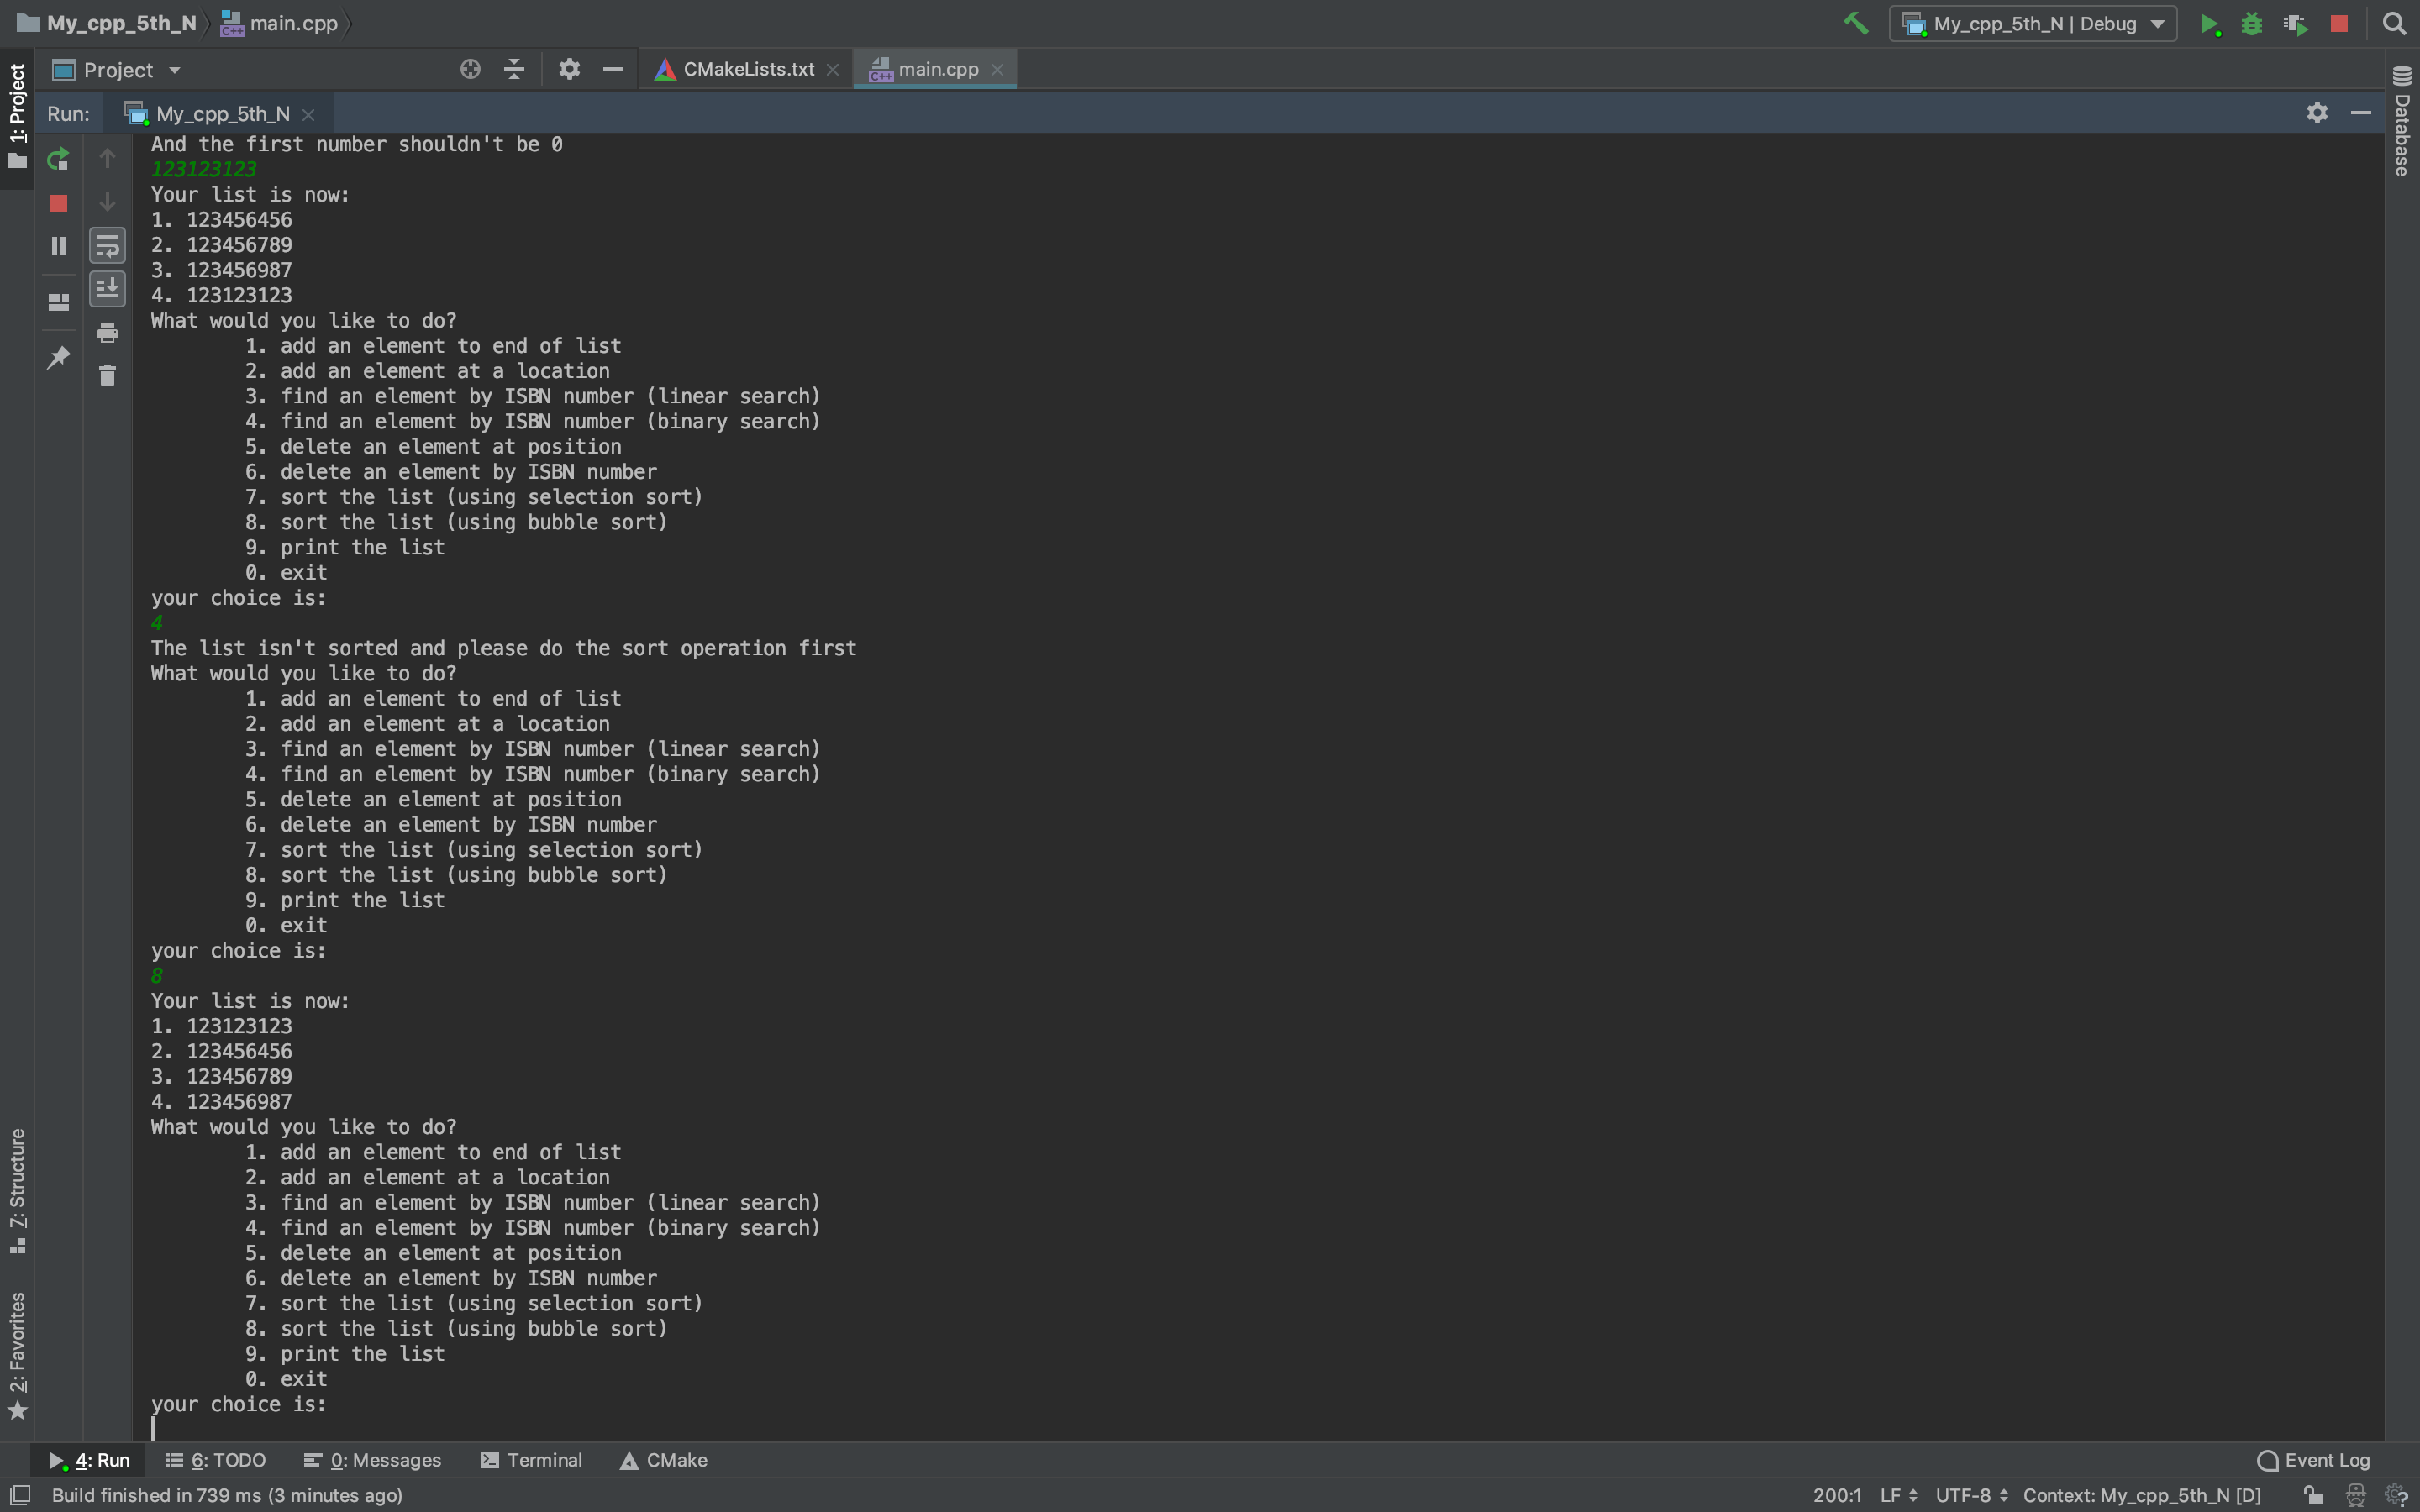 My_cpp_5th_N main.cpp My_cpp_5th_N | Debug
1: Project Project CMakeLists.txt main.cpp Database
Run: My_cpp_5th_N
And the first number shouldn't be 0
123123123
Your list is now:
1. 123456456
2. 123456789
3. 123456987
4. 123123123
What would you like to do?
1. add an element to end of list
2. add an element at a location
3. find an element by ISBN number (linear search)
4. find an element by ISBN number (binary search)
5. delete an element at position
6. delete an element by ISBN number
7. sort the list (using selection sort)
8. sort the list (using bubble sort)
9. print the list
0. exit
your choice is:
4
The list isn't sorted and please do the sort operation first
What would you like to do?
1. add an element to end of list
2. add an element at a location
3. find an element by ISBN number (linear search)
4. find an element by ISBN number (binary search)
5. delete an element at position
6. delete an element by ISBN number
7. sort the list (using selection sort)
8. sort the list (using bubble sort)
9. print the list
0. exit
your choice is:
8
Your list is now:
1. 123123123
2. 123456456
3. 123456789
4. 123456987
What would you like to do?
1. add an element to end of list
2. add an element at a location
3. find an element by ISBN number (linear search)
4. find an element by ISBN number (binary search)
5. delete an element at position
6. delete an element by ISBN number
7. sort the list (using selection sort)
8. sort the list (using bubble sort)
9. print the list
0. exit
your choice is:
7: Structure
2: Favorites
4: Run 6: TODO 0: Messages Terminal CMake Event Log
Build finished in 739 ms (3 minutes ago) 200:1 LF UTF-8 Context: My_cpp_5th_N [D]